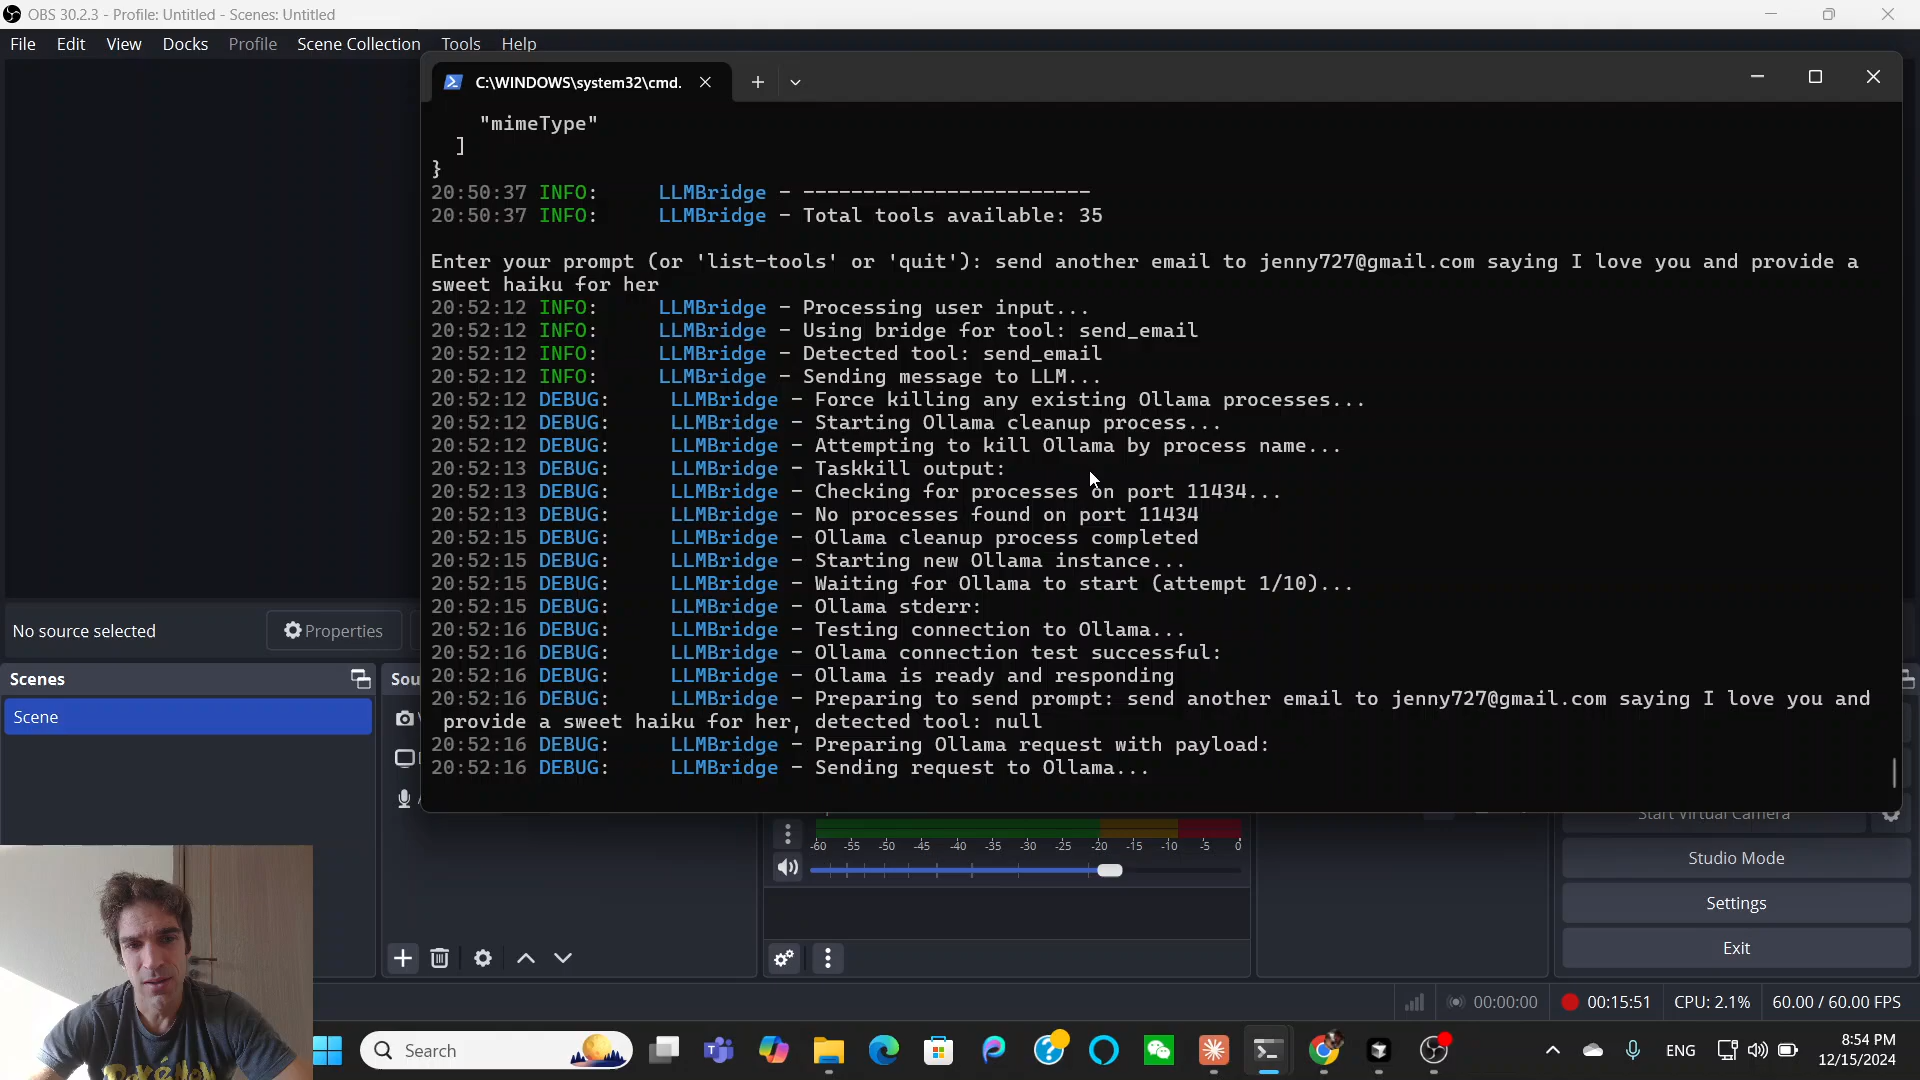 OBS 30.2.3 - Profile: Untitled - Scenes: Untitled
File Edit View Docks Profile Scene Collection Tools Help
C:\WINDOWS\system32\cmd.
"mimeType"
]
}
20:50:37 INFO: LLMBridge - ------------------------
20:50:37 INFO: LLMBridge - Total tools available: 35
Enter your prompt (or 'list-tools' or 'quit'): send another email to jenny727@gmail.com saying I love you and provide a
sweet haiku for her
20:52:12 INFO: LLMBridge - Processing user input...
20:52:12 INFO: LLMBridge - Using bridge for tool: send_email
20:52:12 INFO: LLMBridge - Detected tool: send_email
20:52:12 INFO: LLMBridge - Sending message to LLM...
20:52:12 DEBUG: LLMBridge - Force killing any existing Ollama processes...
20:52:12 DEBUG: LLMBridge - Starting Ollama cleanup process...
20:52:12 DEBUG: LLMBridge - Attempting to kill Ollama by process name...
20:52:13 DEBUG: LLMBridge - Taskkill output:
20:52:13 DEBUG: LLMBridge - Checking for processes on port 11434...
20:52:13 DEBUG: LLMBridge - No processes found on port 11434
20:52:15 DEBUG: LLMBridge - Ollama cleanup process completed
20:52:15 DEBUG: LLMBridge - Starting new Ollama instance...
20:52:15 DEBUG: LLMBridge - Waiting for Ollama to start (attempt 1/10)...
20:52:15 DEBUG: LLMBridge - Ollama stderr:
20:52:16 DEBUG: LLMBridge - Testing connection to Ollama...
20:52:16 DEBUG: LLMBridge - Ollama connection test successful:
20:52:16 DEBUG: LLMBridge - Ollama is ready and responding
20:52:16 DEBUG: LLMBridge - Preparing to send prompt: send another email to jenny727@gmail.com saying I love you and
provide a sweet haiku for her, detected tool: null
20:52:16 DEBUG: LLMBridge - Preparing Ollama request with payload:
20:52:16 DEBUG: LLMBridge - Sending request to Ollama...
No source selected Properties
Scenes Sou
Scene
-60 -55 -50 -45 -40 -35 -30 -25 -20 -15 -10 -5 0
Start Virtual Camera
Studio Mode
Settings
Exit
00:00:00 00:15:51 CPU: 2.1% 60.00 / 60.00 FPS
Search
ENG
8:54 PM
12/15/2024